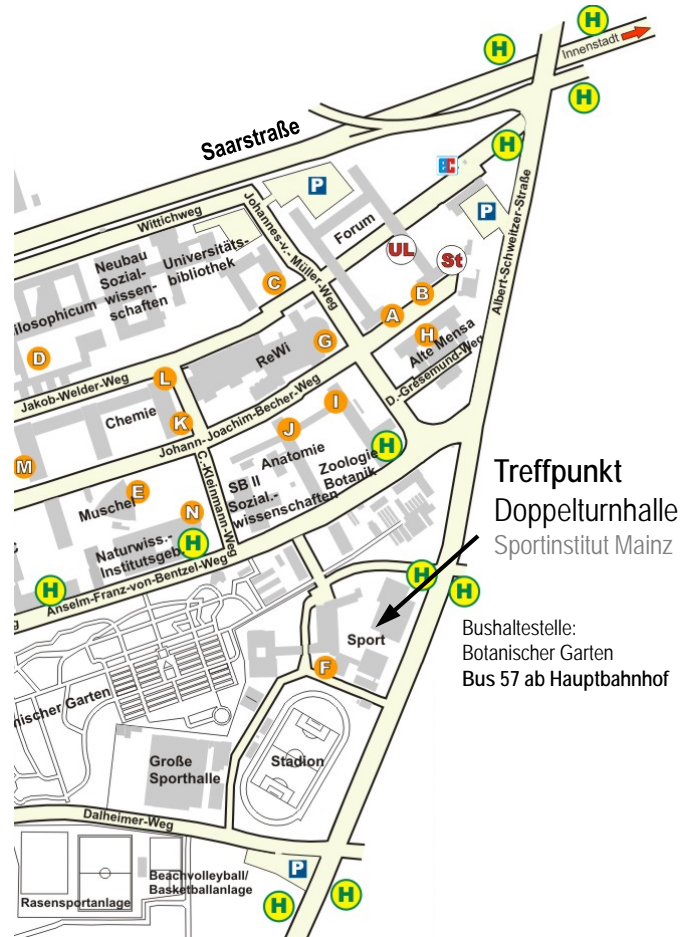 H
H
Innenstadt
H
Saarstraße
H
EC
P
P
Wittichweg
Johannes-v.-Müller-Weg
Albert-Schweitzer-Straße
Forum
UL
St
Neubau
Sozial-
wissen-
schaften
Universitäts-
bibliothek
C
B
A
ilosophicum
D
ReWi
G
H
Alte Mensa
D.-Gresemund-Weg
L
Jakob-Welder-Weg
Chemie
K
I
J
Johann-Joachim-Becher-Weg
Anatomie
Zoologie
Botanik
H
M
SB II
Sozial.-
wissenschaften
C.-Kleinmann-Weg
E
Muschel
N
Naturwiss.-
Institutsgeb
H
H
Anselm-Franz-von-Bentzel-Weg
g
Treffpunkt
Doppelturnhalle
Sportinstitut Mainz
H
H
Bushaltestelle:
Botanischer Garten
Bus 57 ab Hauptbahnhof
Sport
F
nischer Garten
Große
Sporthalle
Stadion
Dalheimer-Weg
P
Beachvolleyball/
Basketballanlage
Rasensportanlage
H
H